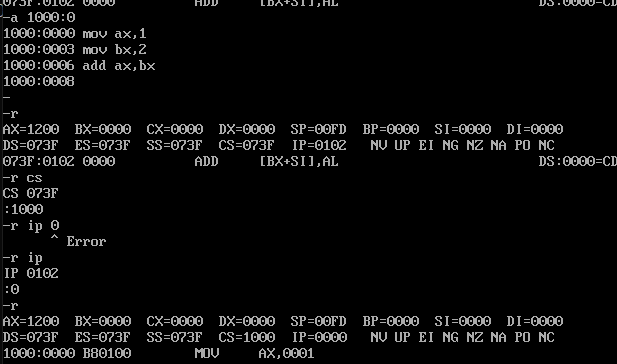 073F:0102 0000 ADD [BX+SI],AL DS:0000=CD
-a 1000:0
1000:0000 mov ax,1
1000:0003 mov bx,2
1000:0006 add ax,bx
1000:0008
-
-r
AX=1200 BX=0000 CX=0000 DX=0000 SP=00FD BP=0000 SI=0000 DI=0000
DS=073F ES=073F SS=073F CS=073F IP=0102 NV UP EI NG NZ NA PO NC
073F:0102 0000 ADD [BX+SI],AL DS:0000=CD
-r cs
CS 073F
:1000
-r ip 0
^ Error
-r ip
IP 0102
:0
-r
AX=1200 BX=0000 CX=0000 DX=0000 SP=00FD BP=0000 SI=0000 DI=0000
DS=073F ES=073F SS=073F CS=1000 IP=0000 NV UP EI NG NZ NA PO NC
1000:0000 B80100 MOV AX,0001